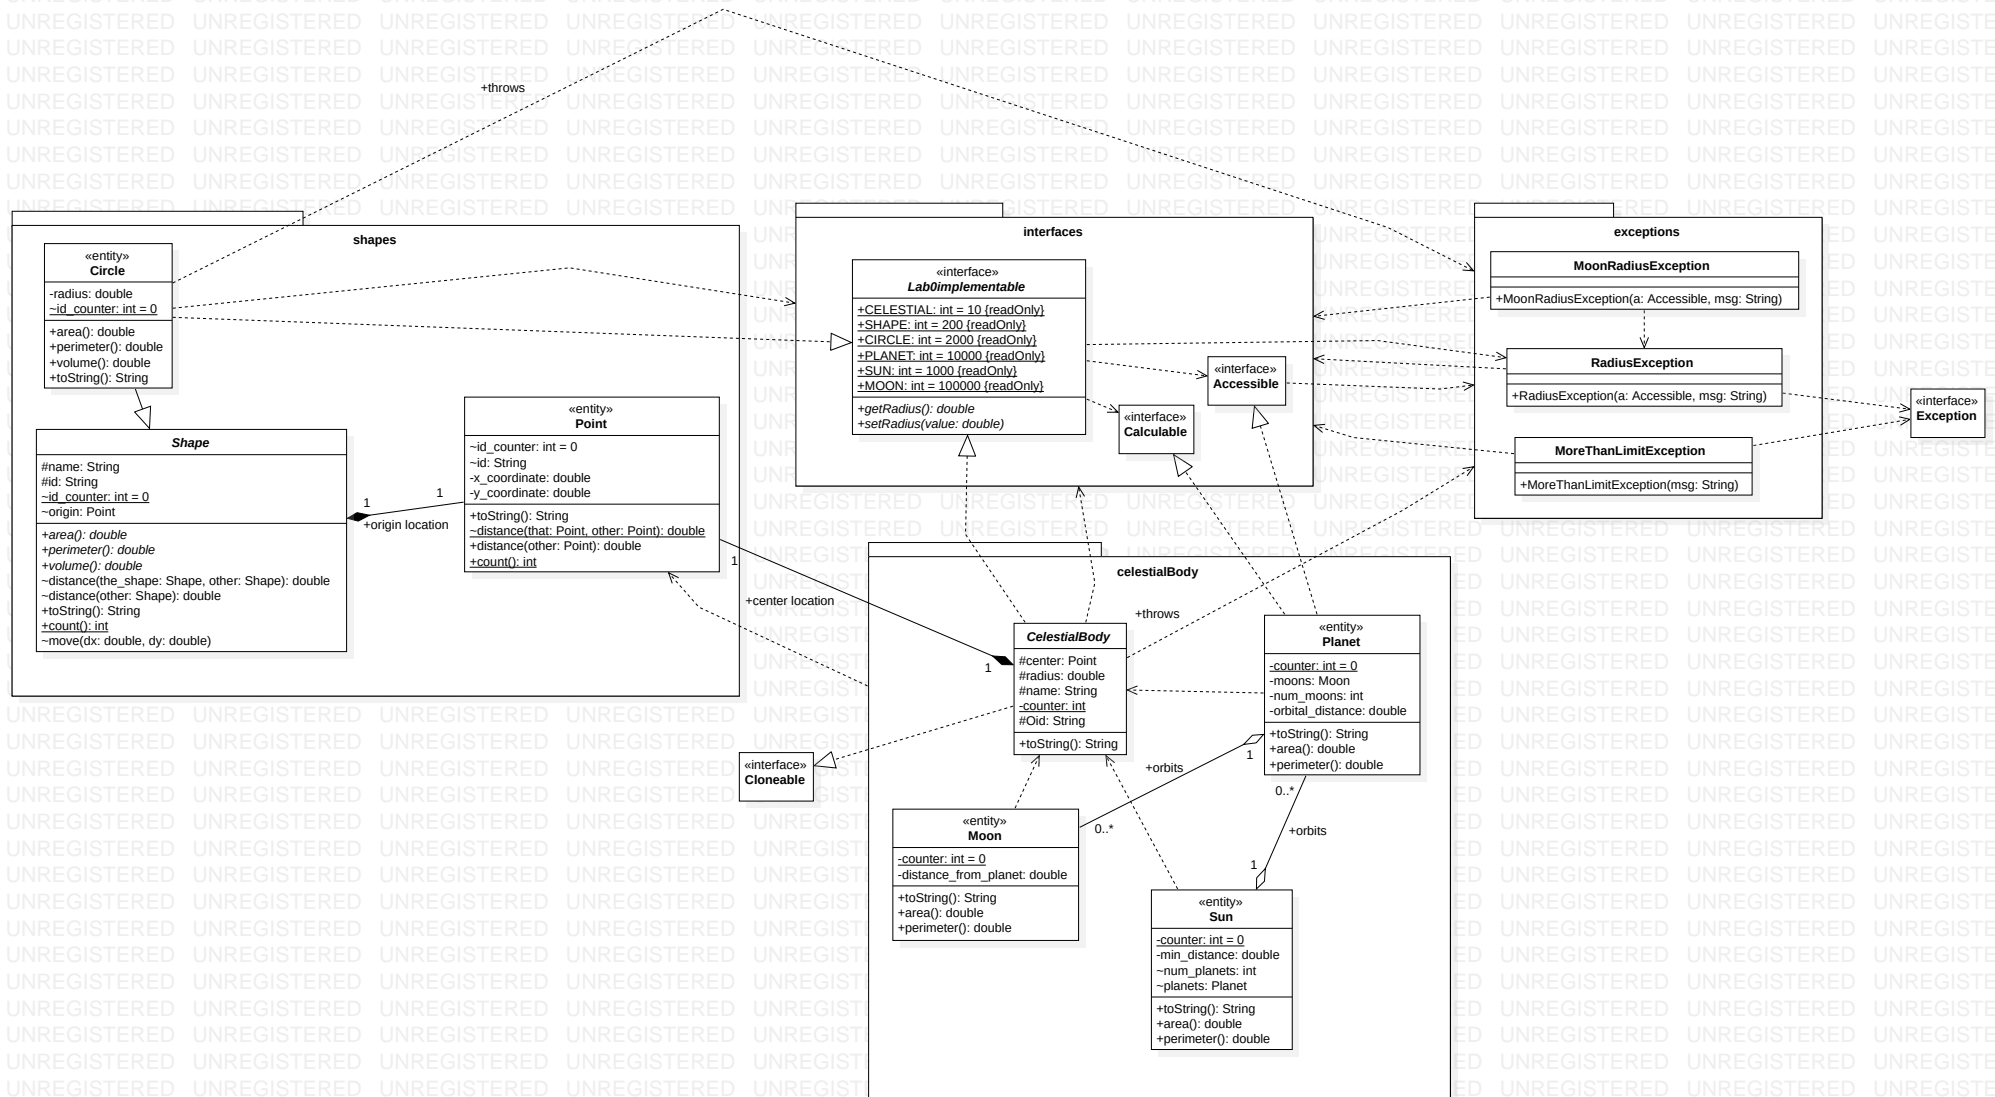 +throws
shapes
«entity»
Circle
-radius: double
~id_counter: int = 0
+area(): double
+perimeter(): double
+volume(): double
+toString(): String
Shape
#name: String
#id: String
~id_counter: int = 0
~origin: Point
+area(): double
+perimeter(): double
+volume(): double
~distance(the_shape: Shape, other: Shape): double
~distance(other: Shape): double
+toString(): String
+count(): int
~move(dx: double, dy: double)
1
1
+origin location
«entity»
Point
~id_counter: int = 0
~id: String
-x_coordinate: double
-y_coordinate: double
+toString(): String
~distance(that: Point, other: Point): double
+distance(other: Point): double
+count(): int
1
+center location
1
interfaces
«interface»
Lab0implementable
+CELESTIAL: int = 10 {readOnly}
+SHAPE: int = 200 {readOnly}
+CIRCLE: int = 2000 {readOnly}
+PLANET: int = 10000 {readOnly}
+SUN: int = 1000 {readOnly}
+MOON: int = 100000 {readOnly}
+getRadius(): double
+setRadius(value: double)
«interface»
Accessible
«interface»
Calculable
exceptions
MoonRadiusException
+MoonRadiusException(a: Accessible, msg: String)
RadiusException
+RadiusException(a: Accessible, msg: String)
MoreThanLimitException
+MoreThanLimitException(msg: String)
«interface»
Exception
celestialBody
+throws
CelestialBody
#center: Point
#radius: double
#name: String
-counter: int
#Oid: String
+toString(): String
«entity»
Planet
-counter: int = 0
-moons: Moon
-num_moons: int
-orbital_distance: double
+toString(): String
+area(): double
+perimeter(): double
«interface»
Cloneable
+orbits
1
0..*
0..*
+orbits
1
«entity»
Moon
-counter: int = 0
-distance_from_planet: double
+toString(): String
+area(): double
+perimeter(): double
«entity»
Sun
-counter: int = 0
-min_distance: double
~num_planets: int
~planets: Planet
+toString(): String
+area(): double
+perimeter(): double
UNREGISTERED